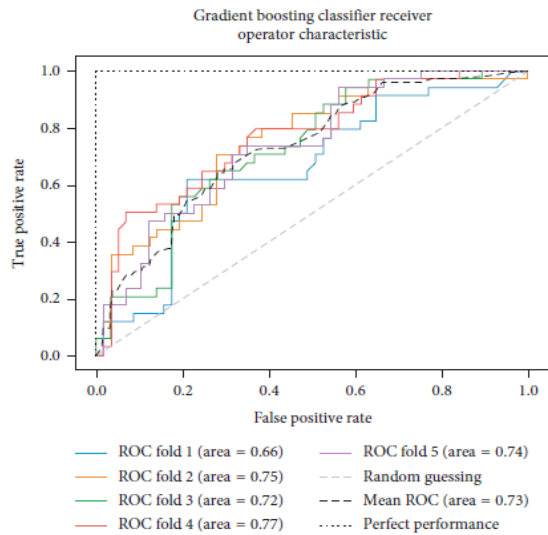 Gradient boosting classifier receiver
operator characteristic
1.0
0.8
0.6
0.4
0.2
0.0
True positive rate
0.0 0.2 0.4 0.6 0.8 1.0
False positive rate
ROC fold 1 (area = 0.66)
ROC fold 2 (area = 0.75)
ROC fold 3 (area = 0.72)
ROC fold 4 (area = 0.77)
ROC fold 5 (area = 0.74)
Random guessing
Mean ROC (area = 0.73)
Perfect performance